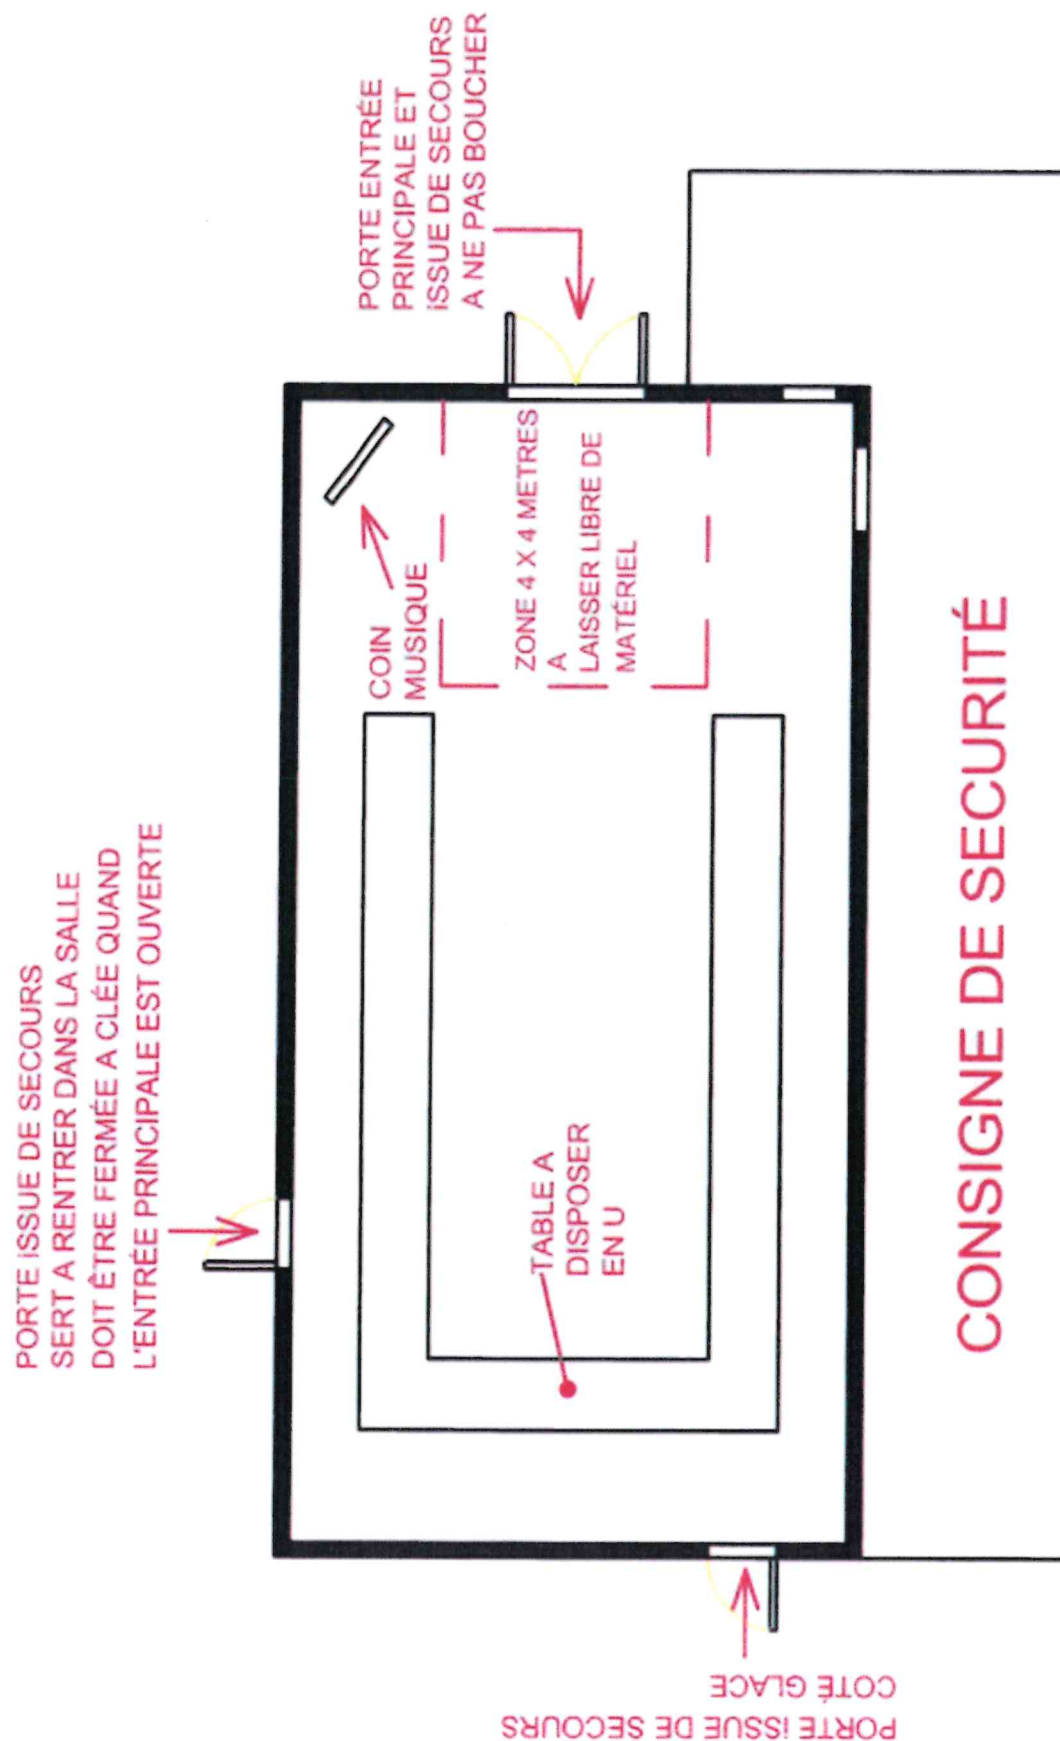 PORTE iSSUE DE SECOURS
SERT A RENTRER DANS LA SALLE
DOIT ÊTRE FERMÉE A CLÉE QUAND
L'ENTRÉE PRINCIPALE EST OUVERTE
PORTE ENTRÉE
PRINCIPALE ET
iSSUE DE SECOURS
A NE PAS BOUCHER
COIN
MUSIQUE
ZONE 4 X 4 METRES
A
LAISSER LIBRE DE
MATÉRIEL
TABLE A
DISPOSER
EN U
PORTE iSSUE DE SECOURS
COTÉ GLACE
CONSIGNE DE SECURITÉ